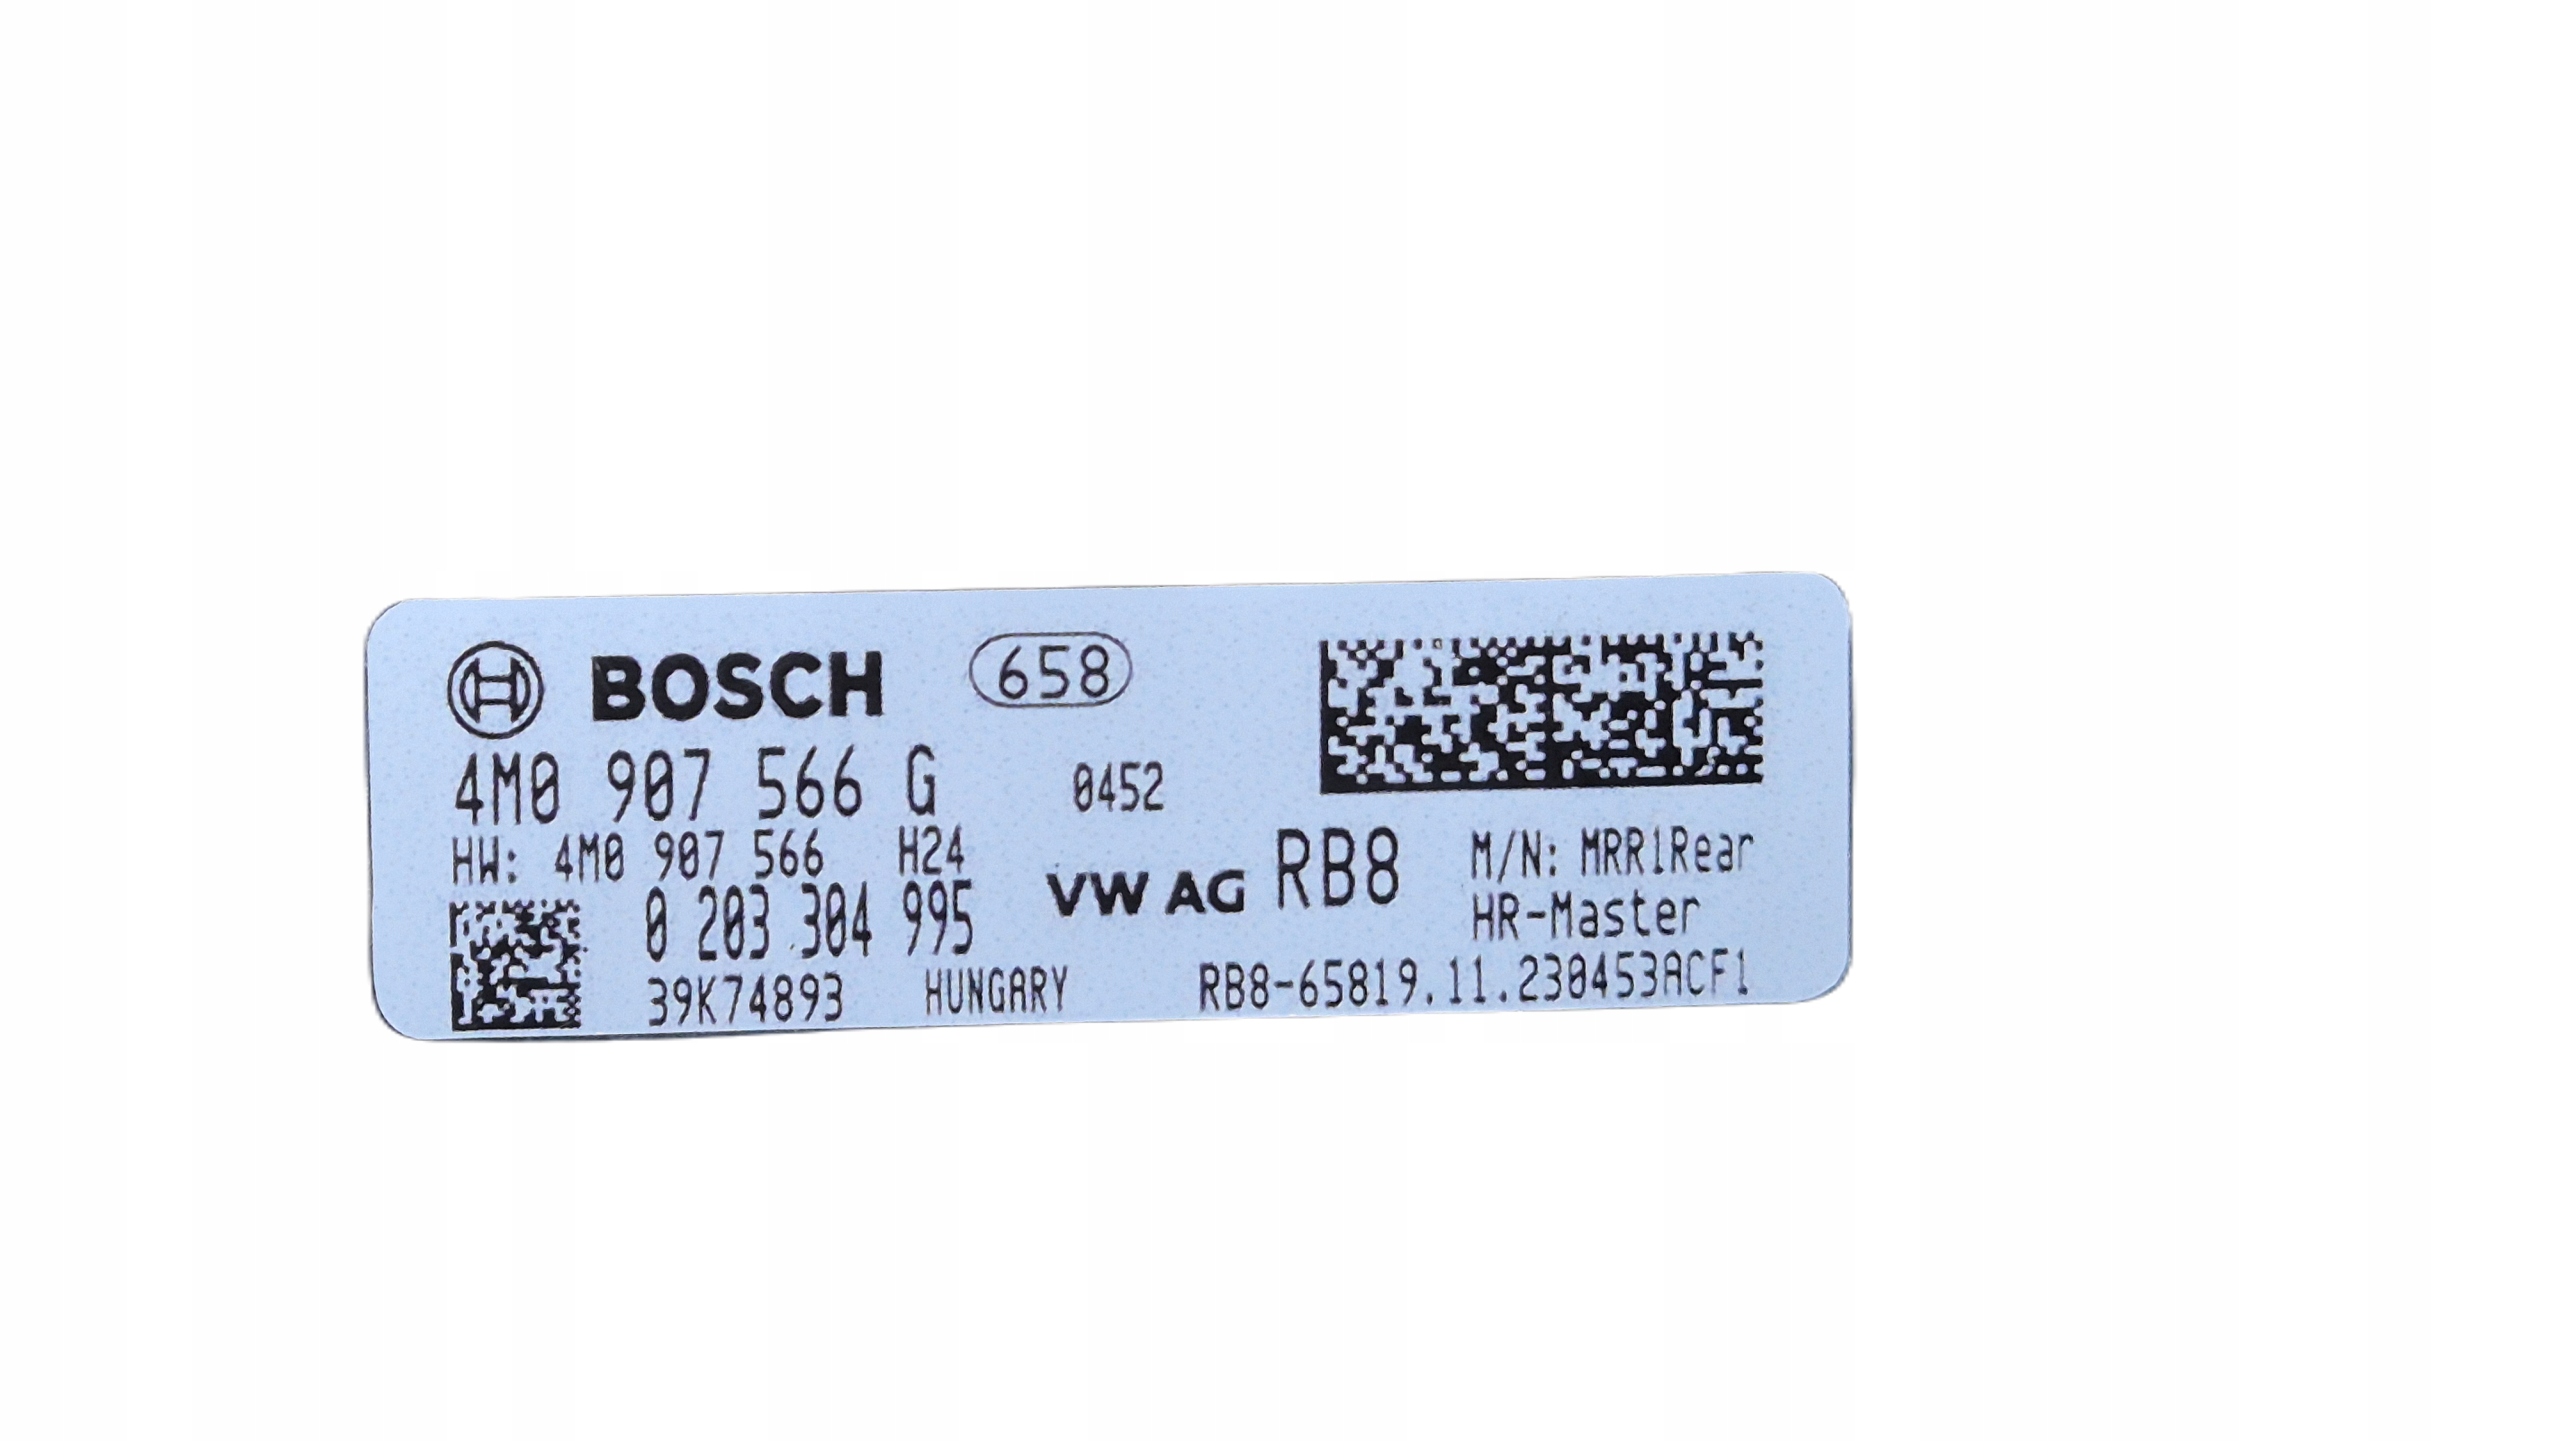 BOSCH 658
4M0 907 566 G 0452
HW: 4M0 907 566 H24
VW AG RB8 M/N: MRR1Rear
0 203 304 995 HR-Master
39K74893 HUNGARY RB8-65819.11.230453ACF1